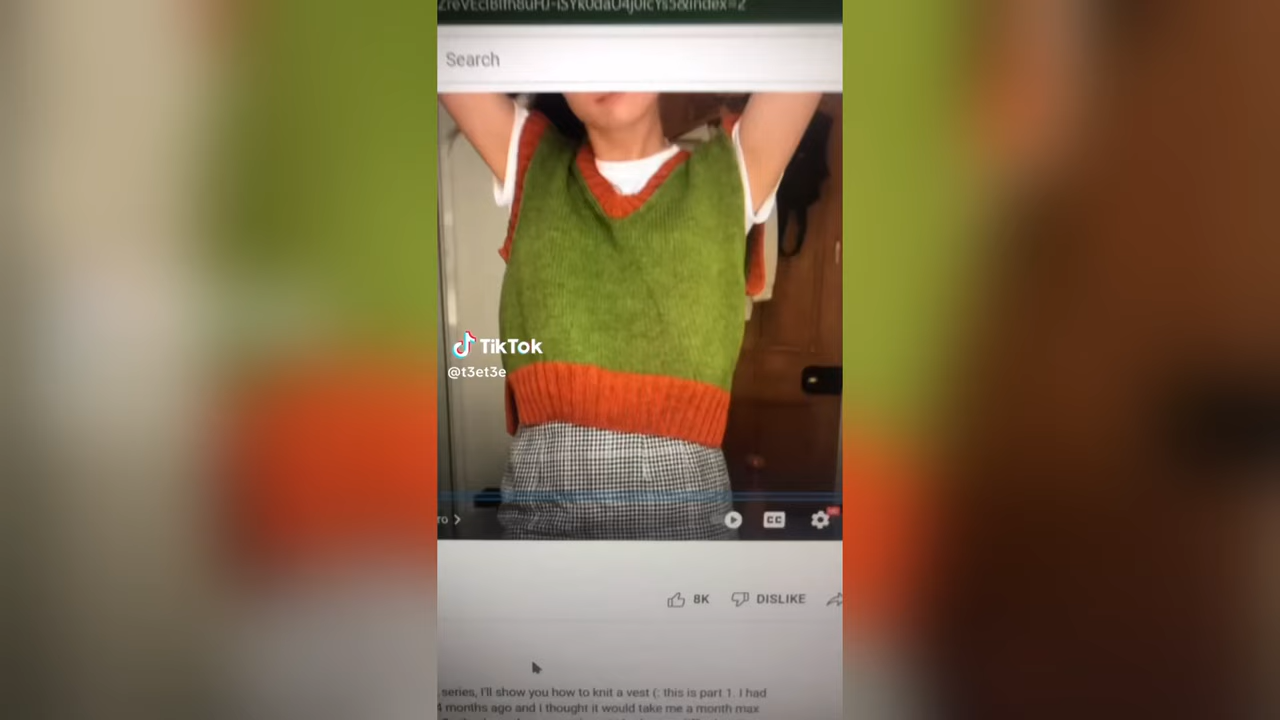 Search
TikTok
@t3et3e
CC
8K
DISLIKE
series, I'll show you how to knit a vest (: this is part 1. I had
4 months ago and i thought it would take me a month max